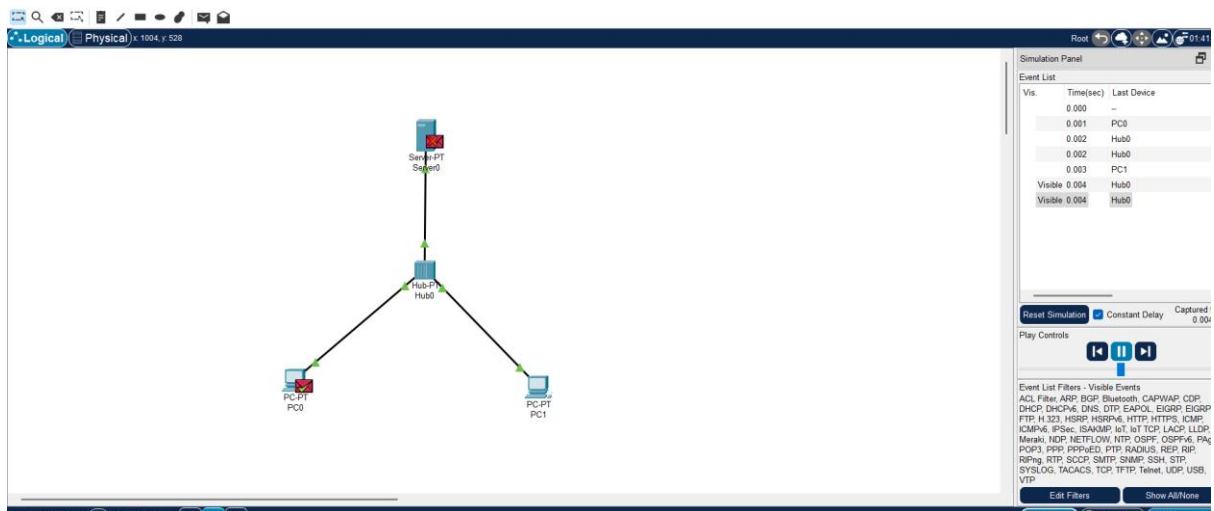 Logical
Physical x: 1004, y: 528
Root
01:41
Simulation Panel
Event List
Vis. Time(sec) Last Device
0.000 --
0.001 PC0
0.002 Hub0
0.002 Hub0
0.003 PC1
Visible 0.004 Hub0
Visible 0.004 Hub0
Server-PT
Server0
Hub-PT
Hub0
PC-PT
PC0
PC-PT
PC1
Reset Simulation
Constant Delay
Captured
0.004
Play Controls
Event List Filters - Visible Events
ACL Filter, ARP, BGP, Bluetooth, CAPWAP, CDP,
DHCP, DHCPv6, DNS, DTP, EAPOL, EIGRP, EIGRP
FTP, H.323, HSRP, HSRPv6, HTTP, HTTPS, ICMP,
ICMPv6, IPSec, ISAKMP, IoT, IoT TCP, LACP, LLDP,
Meraki, NDP, NETFLOW, NTP, OSPF, OSPFv6, PAg
POP3, PPP, PPPoED, PTP, RADIUS, REP, RIP,
RIPng, RTP, SCCP, SMTP, SNMP, SSH, STP,
SYSLOG, TACACS, TCP, TFTP, Telnet, UDP, USB,
VTP
Edit Filters
Show All/None